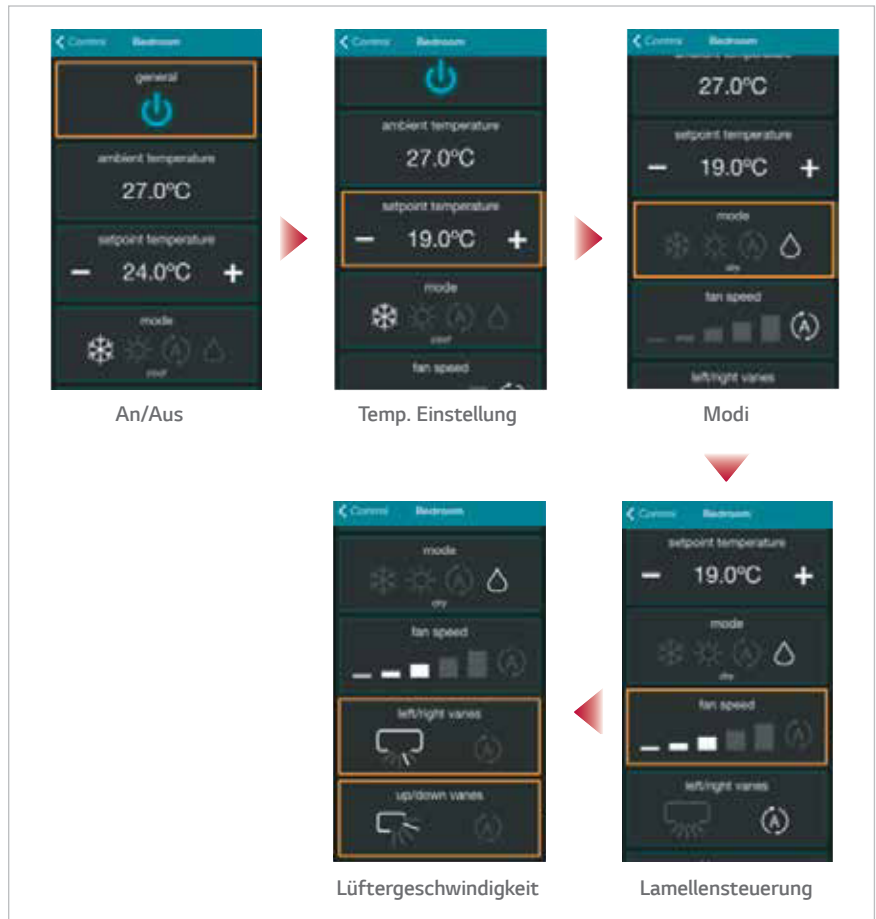 Control Bedroom
general
ambient temperature
27.0°C
setpoint temperature
24.0°C
mode
cool
An/Aus
Control Bedroom
ambient temperature
27.0°C
setpoint temperature
19.0°C
mode
cool
fan speed
Temp. Einstellung
Control Bedroom
ambient temperature
27.0°C
setpoint temperature
19.0°C
mode
A
dry
fan speed
A
left/right vanes
Modi
Control Bedroom
mode
A
dry
fan speed
A
left/right vanes
A
up/down vanes
A
Lüftergeschwindigkeit
Control Bedroom
setpoint temperature
19.0°C
mode
A
dry
fan speed
A
left/right vanes
A
Lamellensteuerung